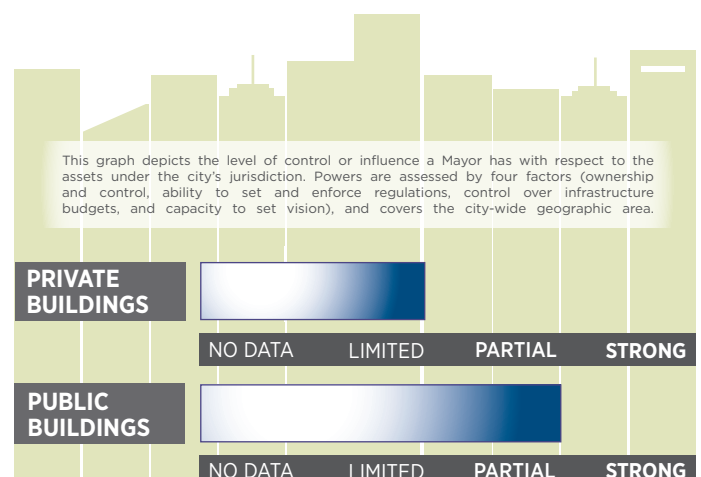 This graph depicts the level of control or influence a Mayor has with respect to the
assets under the city's jurisdiction. Powers are assessed by four factors (ownership
and control, ability to set and enforce regulations, control over infrastructure
budgets, and capacity to set vision), and covers the city-wide geographic area.
PRIVATE
BUILDINGS
NO DATA LIMITED PARTIAL STRONG
PUBLIC
BUILDINGS
NO DATA LIMITED PARTIAL STRONG